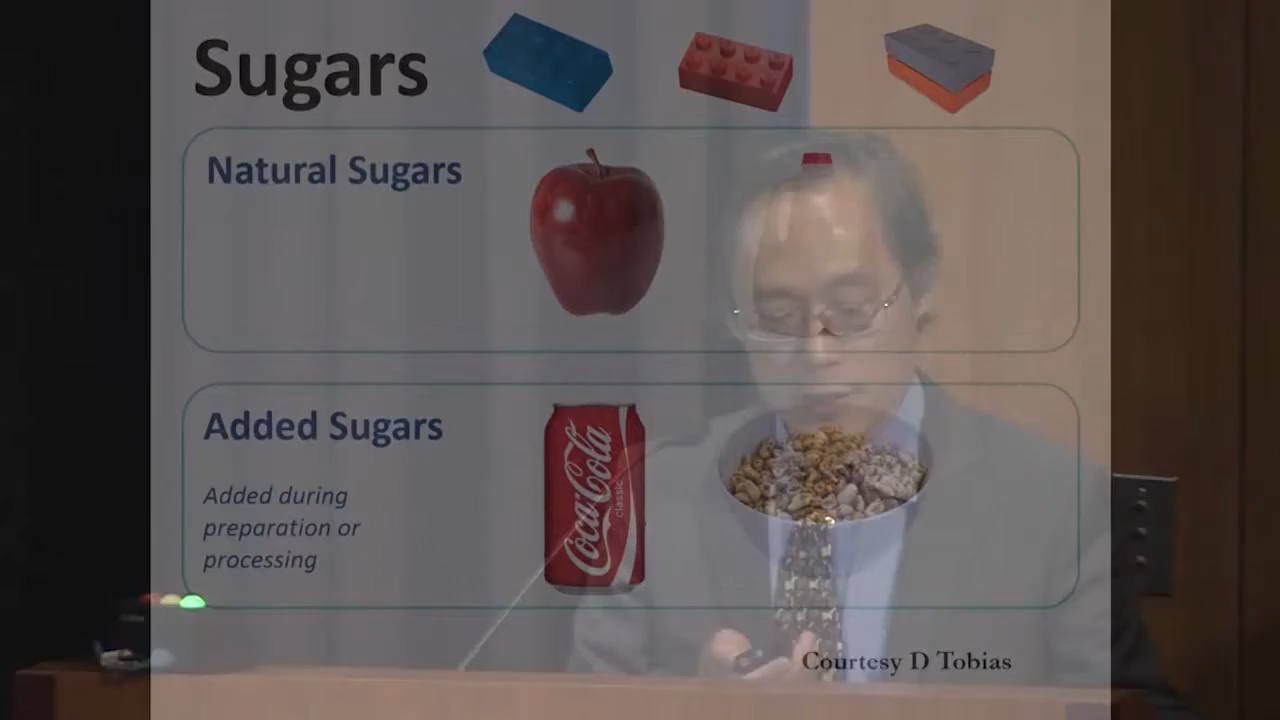 Sugars
Natural Sugars
Added Sugars
Added during
preparation or
processing
Coca-Cola
classic
Courtesy D Tobias